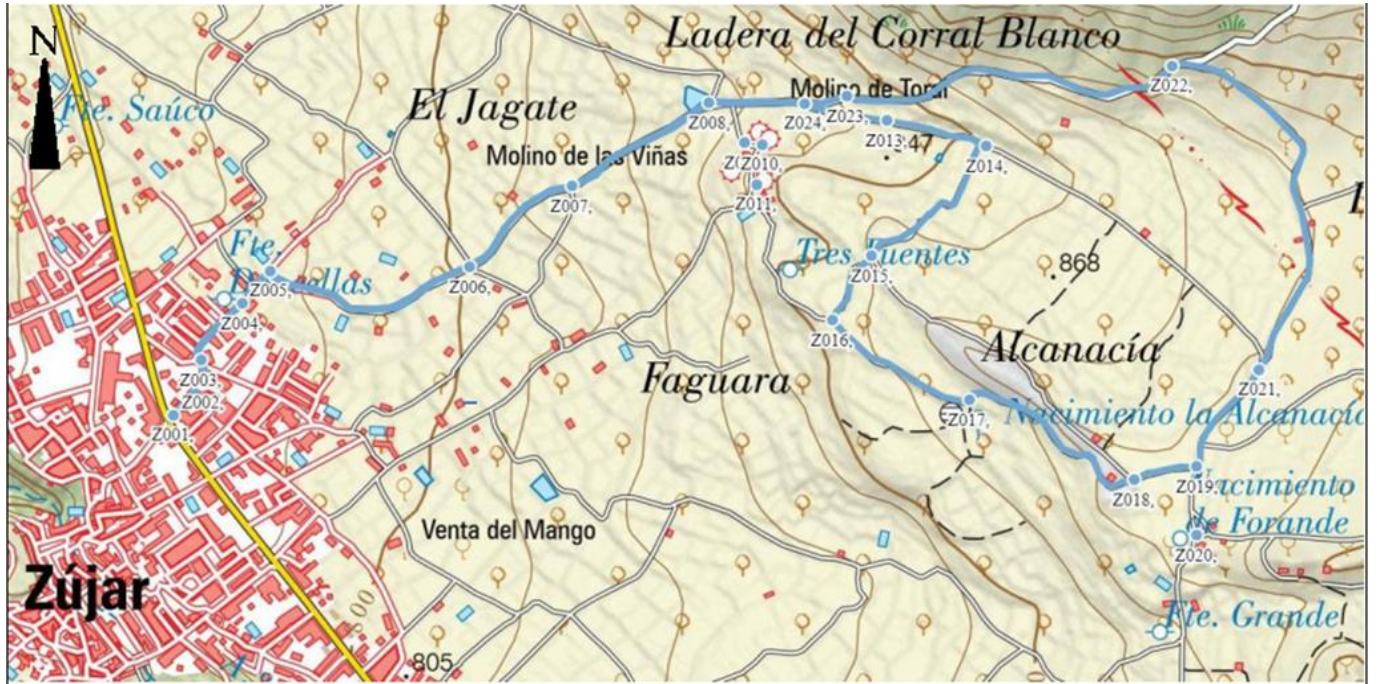 N
Ladera del Corral Blanco
Fte. Saúco
El Jagate
Molino de
Z022,
Z008,
Z024,
Z023,
Z013,
47
Molino de las Viñas
Z010,
Z014,
Z007,
Z011,
Fte.
Tres Fuentes
868
Z005,
Z006,
Z015,
Z004,
Z016,
Alcanacía
Z003,
Faguara
Z021,
Z002,
Z017,
Nacimiento la Alcanacía
Z001,
Z018,
Z019,
acimiento
de Forande
Venta del Mango
Z020,
Zújar
Fte. Grande
805